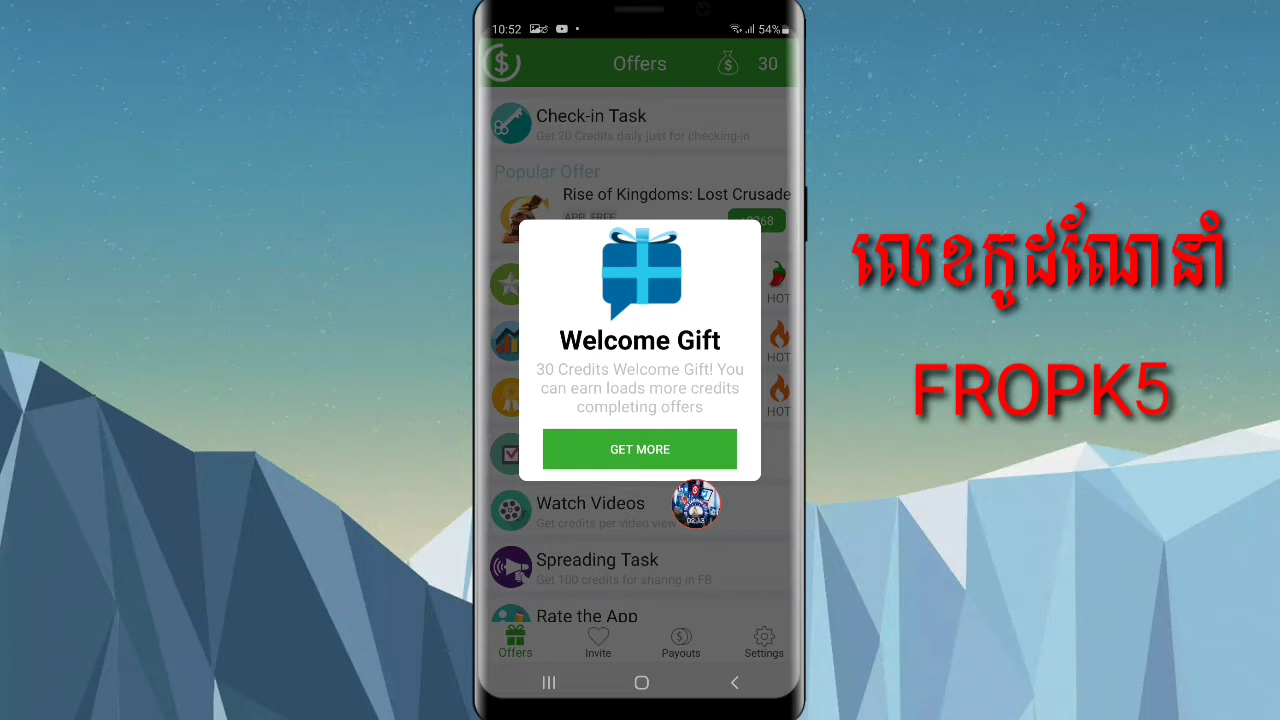 10:52
54%
Offers
30
Check-in Task
Get 20 Credits daily just for checking-in
Popular Offer
Rise of Kingdoms: Lost Crusade
APP FREE
HOT
HOT
HOT
Welcome Gift
30 Credits Welcome Gift! You
can earn loads more credits
completing offers
GET MORE
Watch Videos
Get credits per video view
02:13
Spreading Task
Get 100 credits for sharing in FB
Rate the App
Offers
Invite
Payouts
Settings
លេខកូដណែនាំ
FROPK5